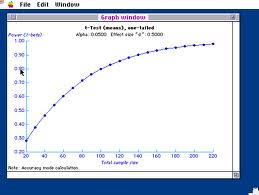 File Edit Window
Graph window
t-Test (means), one-tailed
Alpha: 0.0500 Effect size "d": 0.5000
Power (1-beta)
1.00
0.90
0.80
0.70
0.60
0.50
0.40
0.30
0.20
20 40 60 80 100 120 140 160 180 200 220
Total sample size
Note: Accuracy mode calculation.